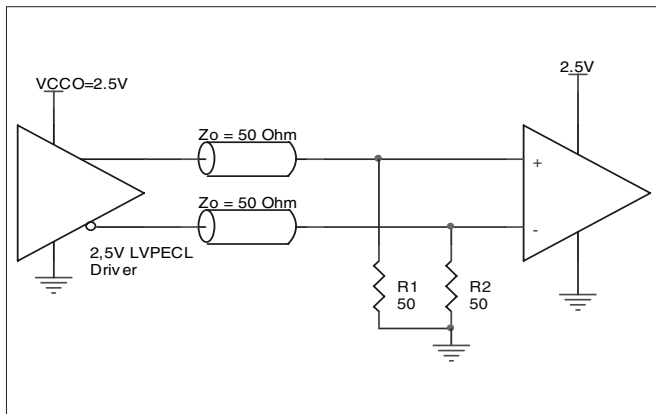 VCCO=2.5V
2.5V
Zo = 50 Ohm
+
Zo = 50 Ohm
-
2,5V LVPECL
Driver
R1
50
R2
50